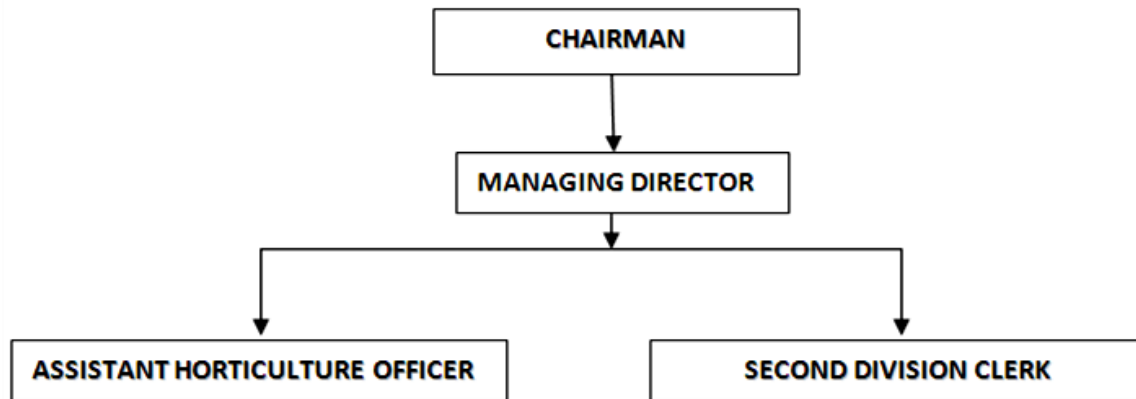 CHAIRMAN
MANAGING DIRECTOR
ASSISTANT HORTICULTURE OFFICER
SECOND DIVISION CLERK